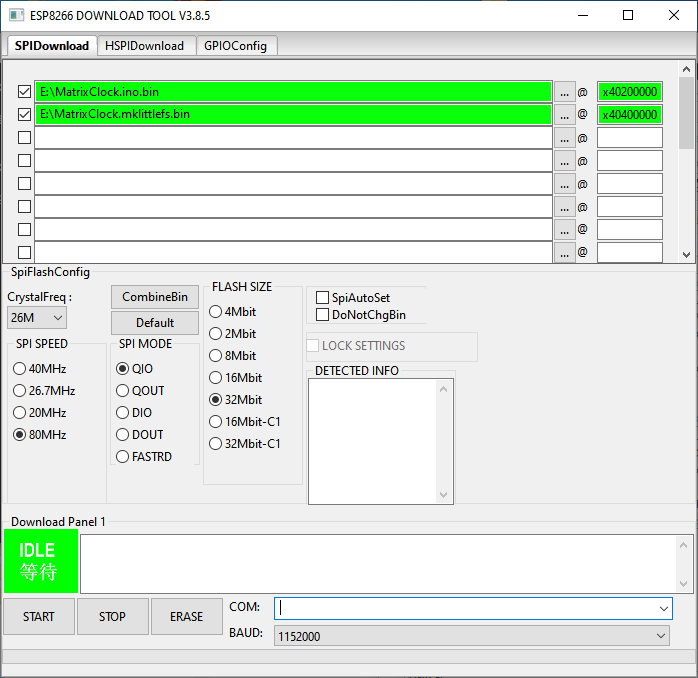 ESP8266 DOWNLOAD TOOL V3.8.5
SPIDownload HSPIDownload GPIOConfig
E:\MatrixClock.ino.bin ... @ x40200000
E:\MatrixClock.mklittlefs.bin ... @ x40400000
... @
... @
... @
... @
... @
... @
SpiFlashConfig
CrystalFreq :
26M
CombineBin
Default
SPI SPEED
40MHz
26.7MHz
20MHz
80MHz
SPI MODE
QIO
QOUT
DIO
DOUT
FASTRD
FLASH SIZE
4Mbit
2Mbit
8Mbit
16Mbit
32Mbit
16Mbit-C1
32Mbit-C1
SpiAutoSet
DoNotChgBin
LOCK SETTINGS
DETECTED INFO
Download Panel 1
IDLE
等待
START STOP ERASE
COM:
BAUD: 1152000